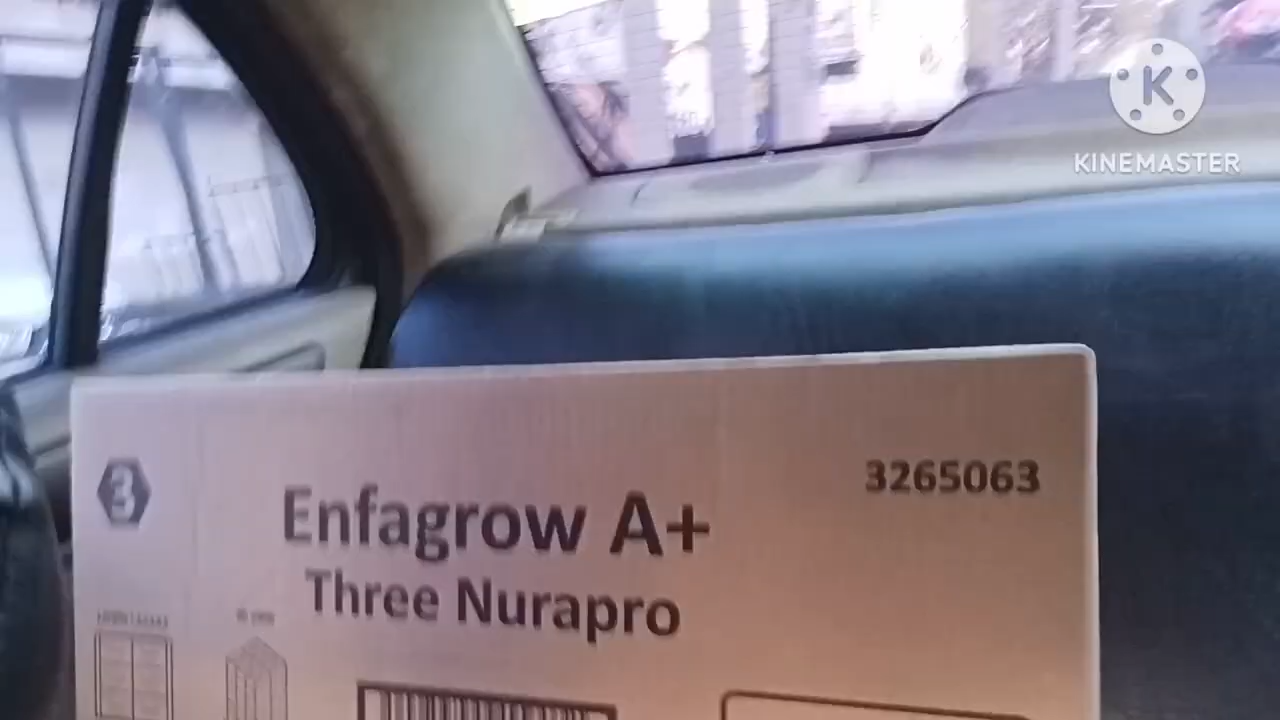 K
KINEMASTER
3
3265063
Enfagrow A+
Three Nurapro